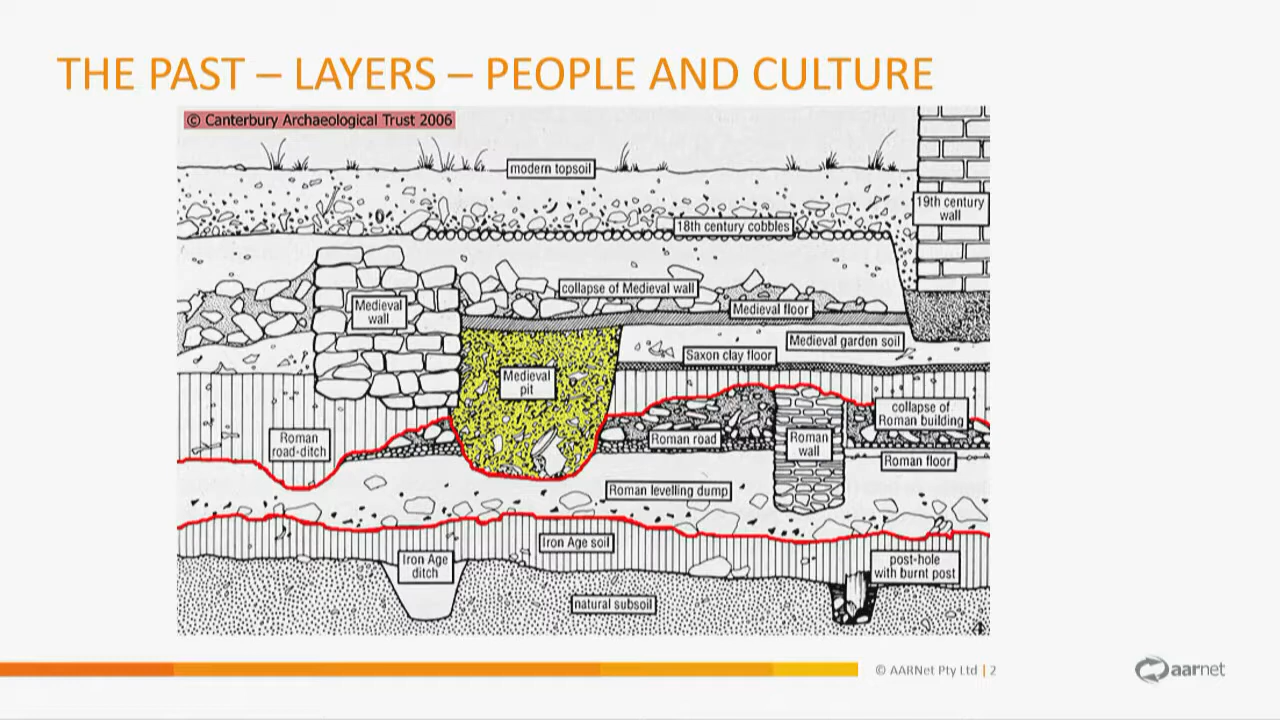 THE PAST – LAYERS – PEOPLE AND CULTURE
© Canterbury Archaeological Trust 2006
modern topsoil
19th century
wall
18th century cobbles
collapse of Medieval wall
Medieval
wall
Medieval floor
Medieval garden soil
Saxon clay floor
Medieval
pit
collapse of
Roman building
Roman
road-ditch
Roman road
Roman
wall
Roman floor
Roman levelling dump
Iron Age soil
Iron Age
ditch
post-hole
with burnt post
natural subsoil
© AARNet Pty Ltd | 2
aarnet